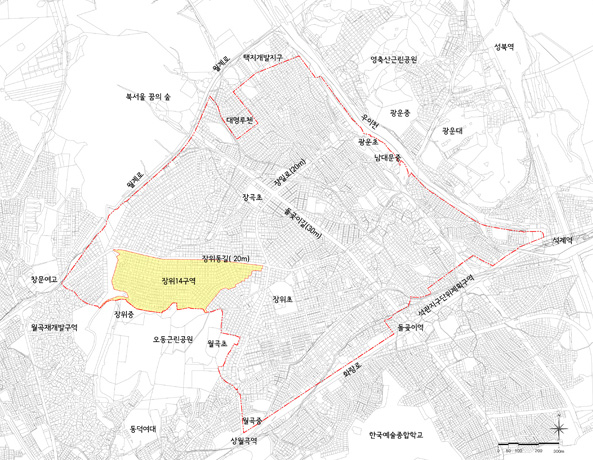 월계로
택지개발지구
영축산근린공원
성북역
북서울 꿈의 숲
우이천
광운중
대명루첸
광운대
광운초
남대문중
장월로(20m)
월계로
장곡초
돌곶이길(30m)
석계역
장위동길( 20m)
창문여고
장위14구역
석관지구단위계획구역
장위초
장위중
월곡재개발구역
돌곶이역
오동근린공원
월곡초
화랑로
월곡중
동덕여대
상월곡역
한국예술종합학교
0 50 100 200 200m